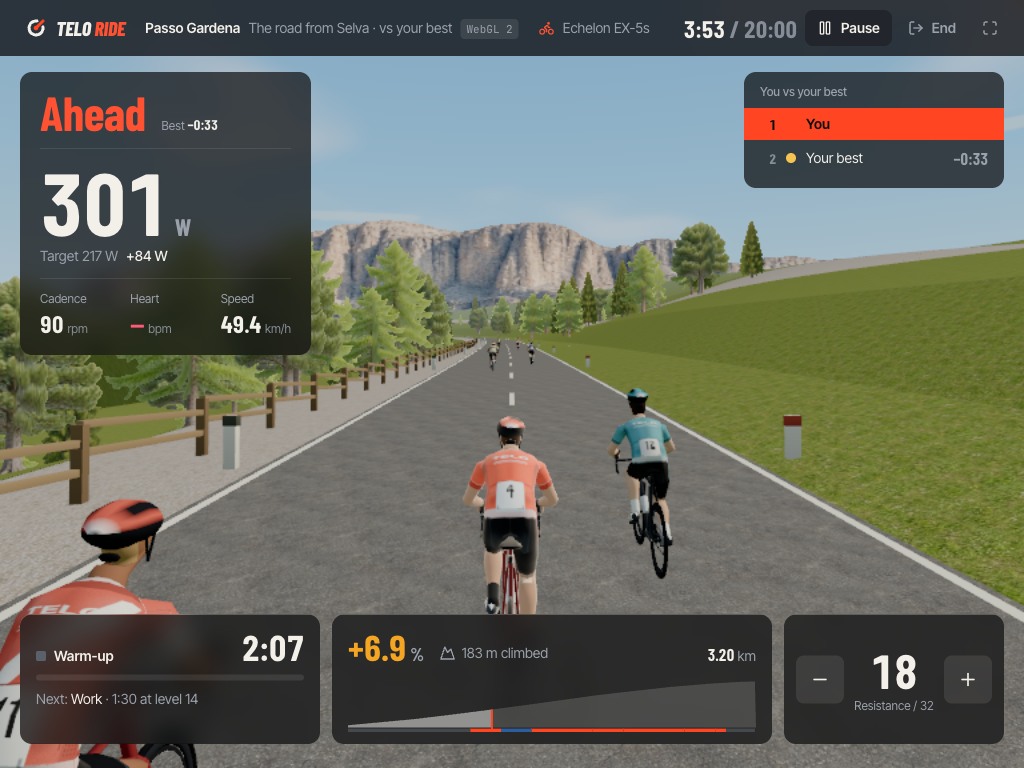 TELO RIDE
Passo Gardena The road from Selva · vs your best WebGL 2
Echelon EX-5s
3:53 / 20:00
Pause
End
Ahead Best −0:33
301 W
Target 217 W +84 W
Cadence Heart Speed
90 rpm — bpm 49.4 km/h
You vs your best
1 You
2 Your best −0:33
TELO
4
TELO
Warm-up 2:07
Next: Work · 1:30 at level 14
+6.9 % 183 m climbed 3.20 km
− 18 +
Resistance / 32